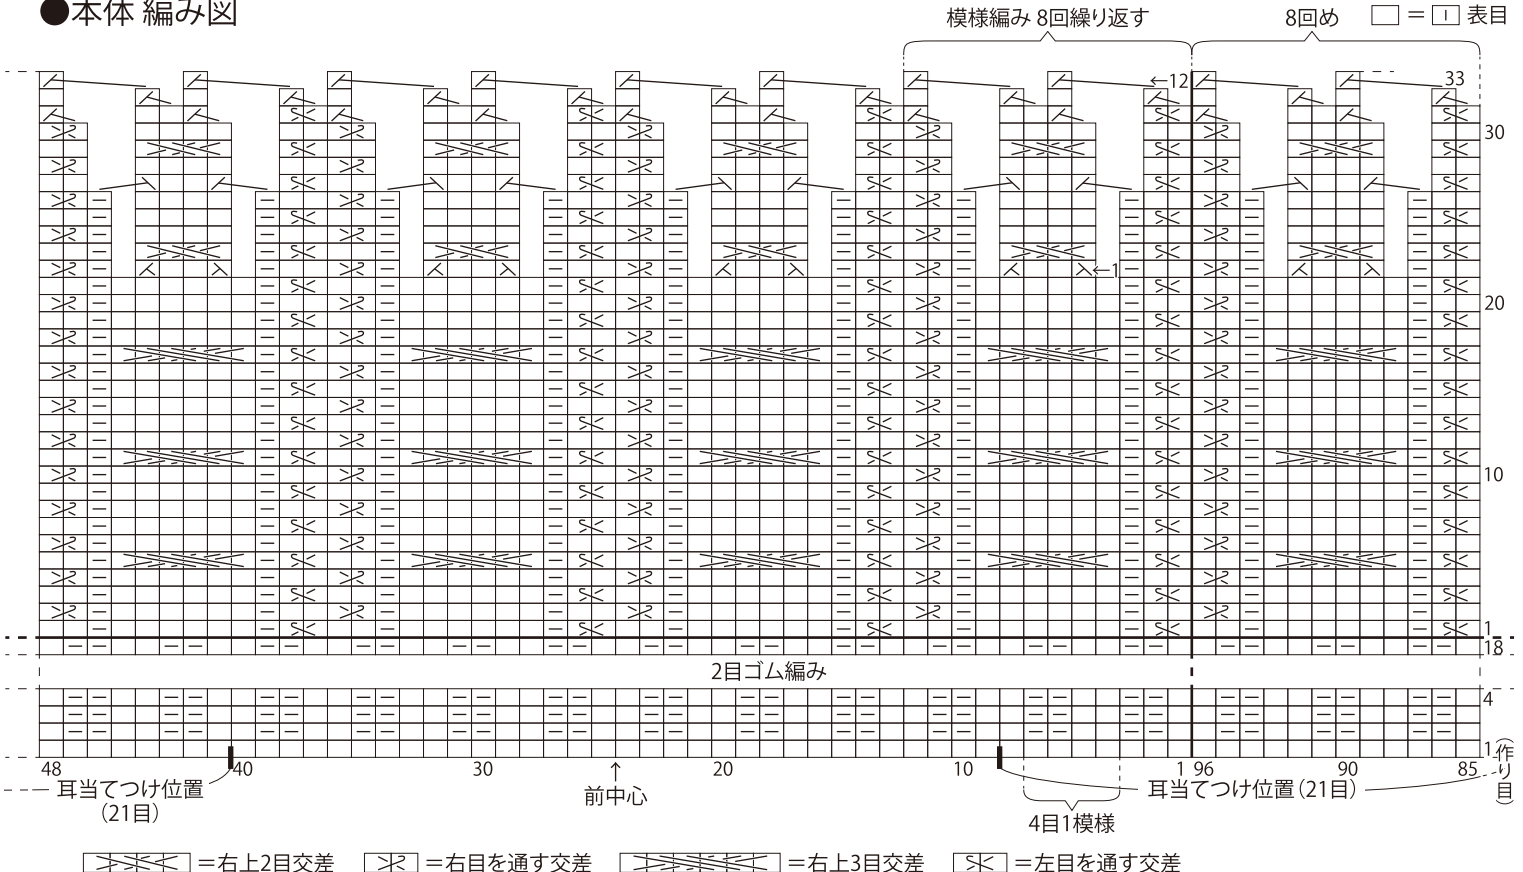 ●本体 編み図
模様編み 8回繰り返す
8回め
□＝| 表目
←12
33
30
←1
20
10
1
18
2目ゴム編み
4
1（作り目）
48
40
30
↑
20
10
1
96
90
85
耳当てつけ位置
（21目）
前中心
耳当てつけ位置（21目）
4目1模様
＝右上2目交差
＝右目を通す交差
＝右上3目交差
＝左目を通す交差